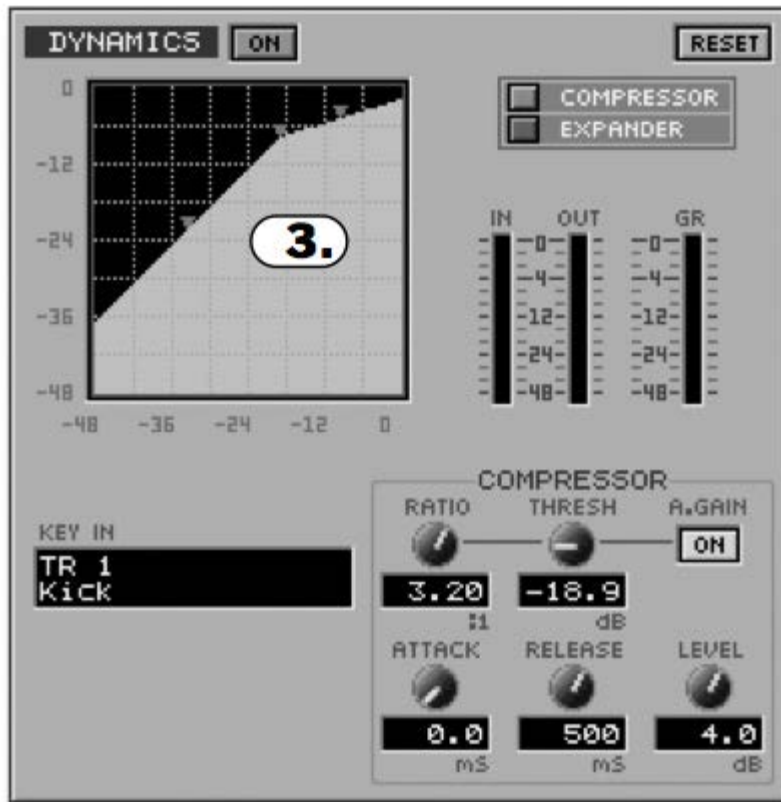 DYNAMICS ON RESET
0
-12
-24
-36
-48
-48 -36 -24 -12 0
3.
COMPRESSOR
EXPANDER
IN OUT GR
-0- -0-
-4- -4-
-12- -12-
-24- -24-
-48- -48-
KEY IN
TR 1
Kick
COMPRESSOR
RATIO THRESH A.GAIN
ON
3.20 -18.9
:1 dB
ATTACK RELEASE LEVEL
0.0 500 4.0
mS mS dB